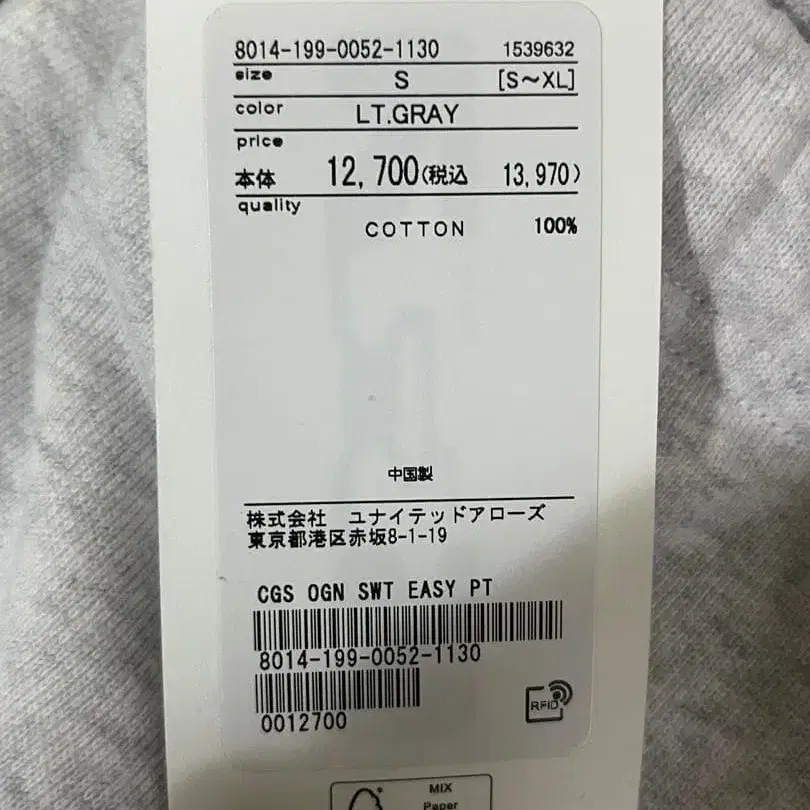 8014-199-0052-1130 1539632
size S [S～XL]
color LT.GRAY
price
本体 12,700(税込 13,970)
quality
COTTON 100%
中国製
株式会社 ユナイテッドアローズ
東京都港区赤坂8-1-19
CGS OGN SWT EASY PT
8014-199-0052-1130
0012700
RFID
MIX
Paper